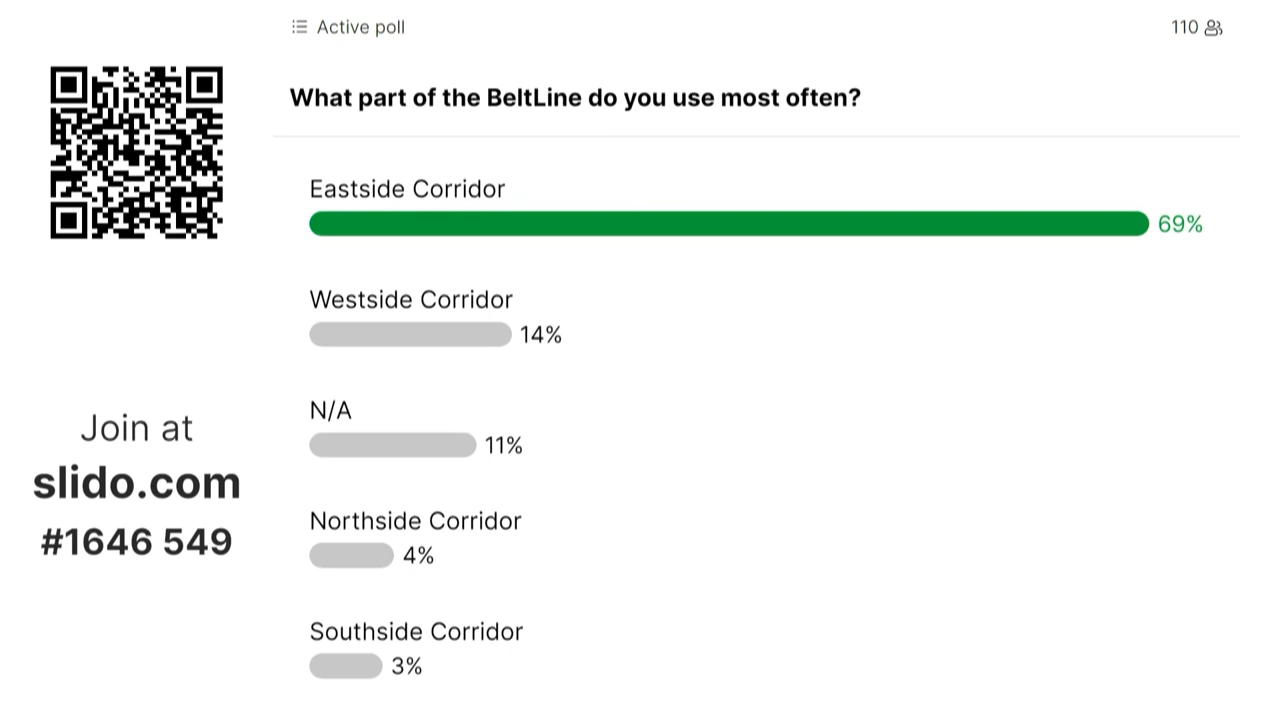 Active poll
110
What part of the BeltLine do you use most often?
Eastside Corridor
69%
Westside Corridor
14%
N/A
11%
Northside Corridor
4%
Southside Corridor
3%
Join at
slido.com
#1646 549